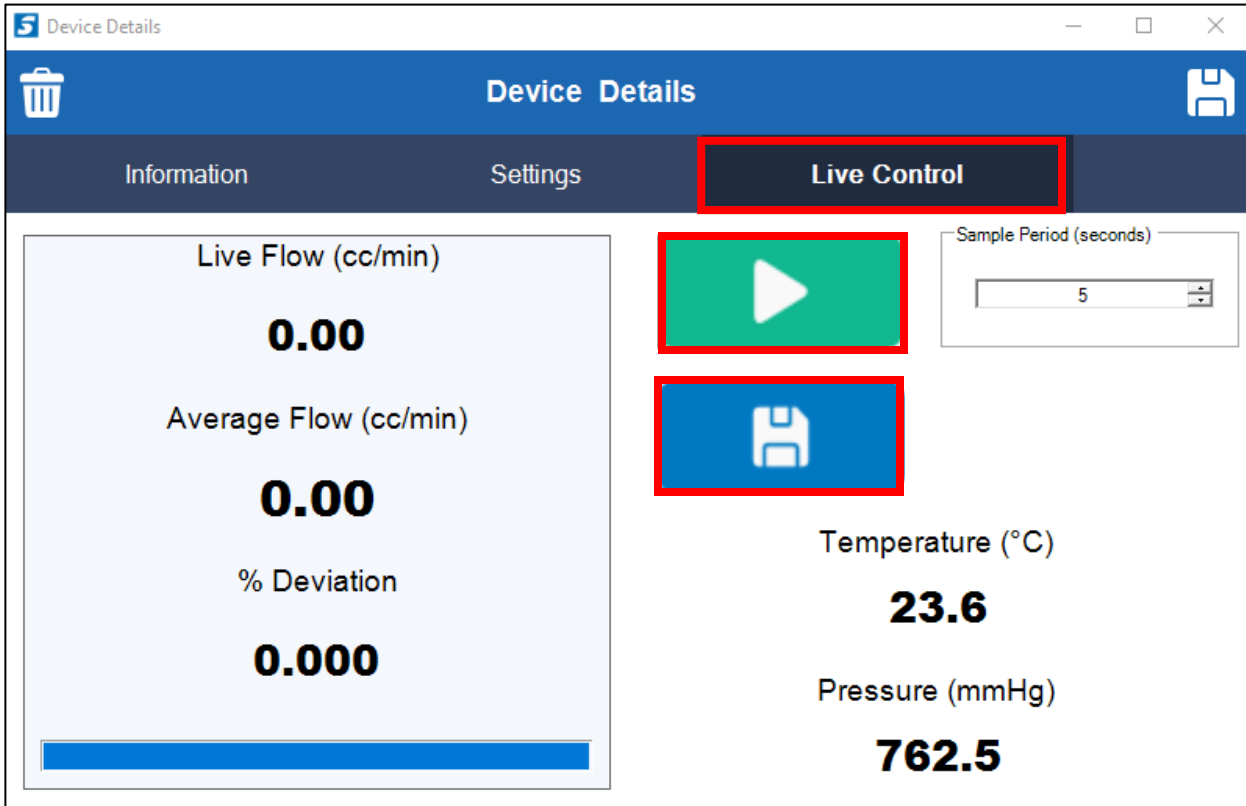 Device Details
Device Details
Information
Settings
Live Control
Live Flow (cc/min)
0.00
Average Flow (cc/min)
0.00
% Deviation
0.000
Sample Period (seconds)
5
Temperature (°C)
23.6
Pressure (mmHg)
762.5